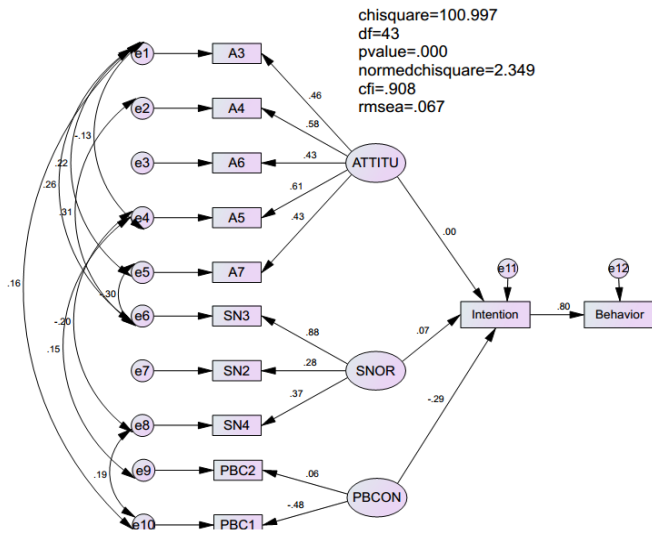 chisquare=100.997
df=43
pvalue=.000
normedchisquare=2.349
cfi=.908
rmsea=.067
e1 A3
.46
e2 A4
-.13
.58
.22
e3 A6
.43
ATTITU
.26
.61
.31
e4 A5
.43
.00
e5 A7
e11
e12
.16
-.30
e6 SN3
Intention
.80
Behavior
-.20
.88
.07
.15
e7 SN2
.28
SNOR
.37
-.29
e8 SN4
e9 PBC2
.06
.19
PBCON
-.48
e10 PBC1